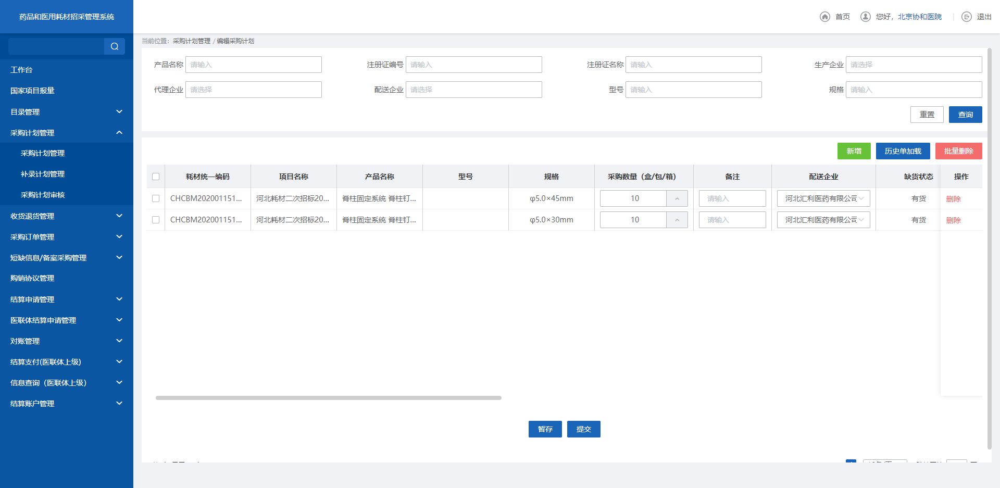 药品和医用耗材招采管理系统
首页 您好，北京协和医院 退出
当前位置：采购计划管理 / 编辑采购计划
工作台
国家项目报量
目录管理
采购计划管理
采购计划管理
补录计划管理
采购计划审核
收货退货管理
采购订单管理
短缺信息/备案采购管理
购销协议管理
结算申请管理
医联体结算申请管理
对账管理
结算支付(医联体上级)
信息查询（医联体上级）
结算账户管理
产品名称 请输入 注册证编号 请输入 注册证名称 请输入 生产企业 请选择
代理企业 请选择 配送企业 请选择 型号 请输入 规格 请输入
重置 查询
新增 历史单加载 批量删除
耗材统一编码 项目名称 产品名称 型号 规格 采购数量（盒/包/箱） 备注 配送企业 缺货状态 操作
CHCBM202001151... 河北耗材二次招标20... 脊柱固定系统 脊柱钉... φ5.0×45mm 10 请输入 河北汇利医药有限公司 有货 删除
CHCBM202001151... 河北耗材二次招标20... 脊柱固定系统 脊柱钉... φ5.0×30mm 10 请输入 河北汇利医药有限公司 有货 删除
暂存 提交